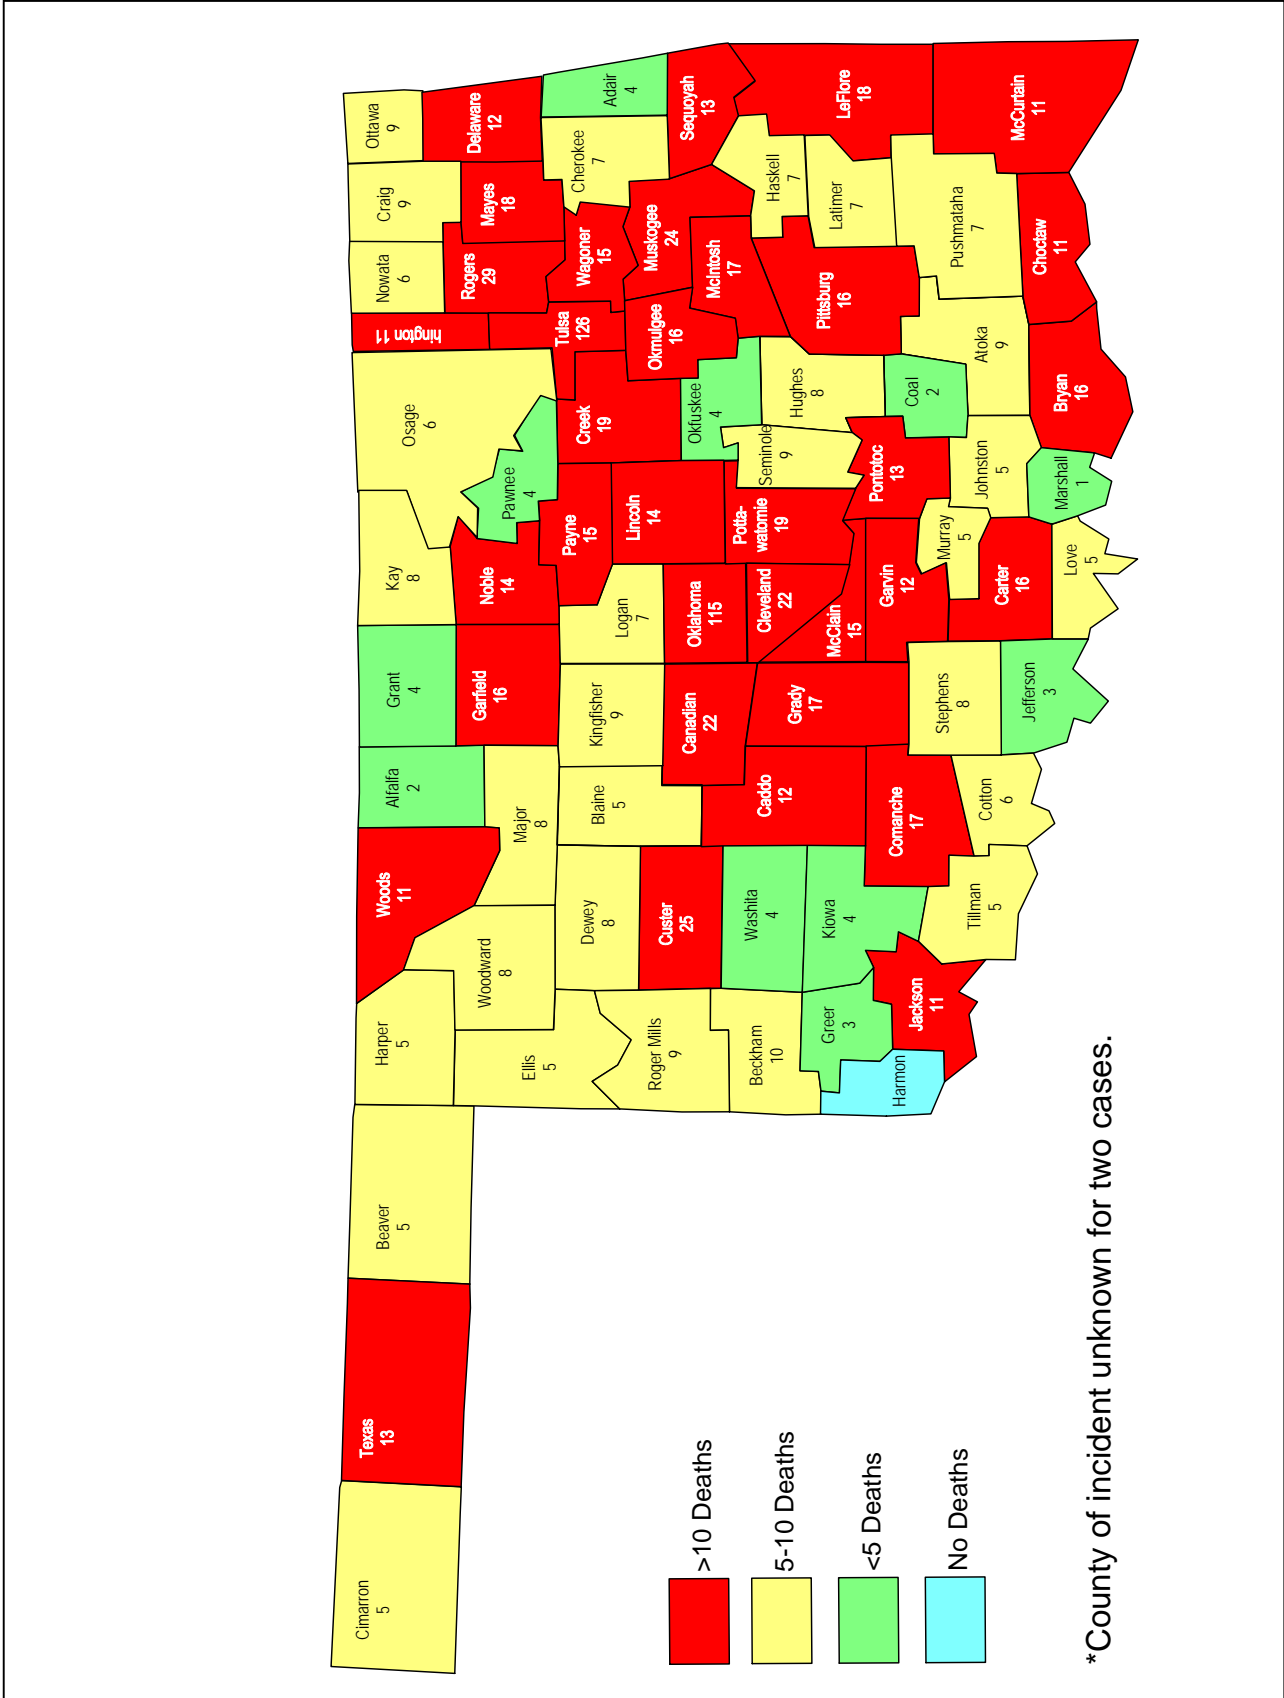 Cimarron
5
Texas
13
Beaver
5
Harper
5
Woods
11
Alfalfa
2
Grant
4
Kay
8
Osage
6
hington 11
Nowata
6
Craig
9
Ottawa
9
Ellis
5
Woodward
8
Major
8
Garfield
16
Noble
14
Pawnee
4
Rogers
29
Mayes
18
Delaware
12
Roger Mills
9
Dewey
8
Blaine
5
Kingfisher
9
Logan
7
Payne
15
Creek
19
Tulsa
126
Wagoner
15
Cherokee
7
Adair
4
Custer
25
Canadian
22
Oklahoma
115
Lincoln
14
Okfuskee
4
Okmulgee
16
Muskogee
24
Sequoyah
13
Beckham
10
Washita
4
Caddo
12
Grady
17
Cleveland
22
Potta-
watomie
19
Seminole
9
Hughes
8
McIntosh
17
Haskell
7
LeFlore
18
Harmon
Greer
3
Kiowa
4
McClain
15
Pittsburg
16
Latimer
7
Jackson
11
Comanche
17
Garvin
12
Pontotoc
13
Coal
2
Tillman
5
Cotton
6
Stephens
8
Murray
5
Johnston
5
Atoka
9
Pushmataha
7
McCurtain
11
Jefferson
3
Carter
16
Love
5
Marshall
1
Bryan
16
Choctaw
11
>10 Deaths
5-10 Deaths
<5 Deaths
No Deaths
*County of incident unknown for two cases.